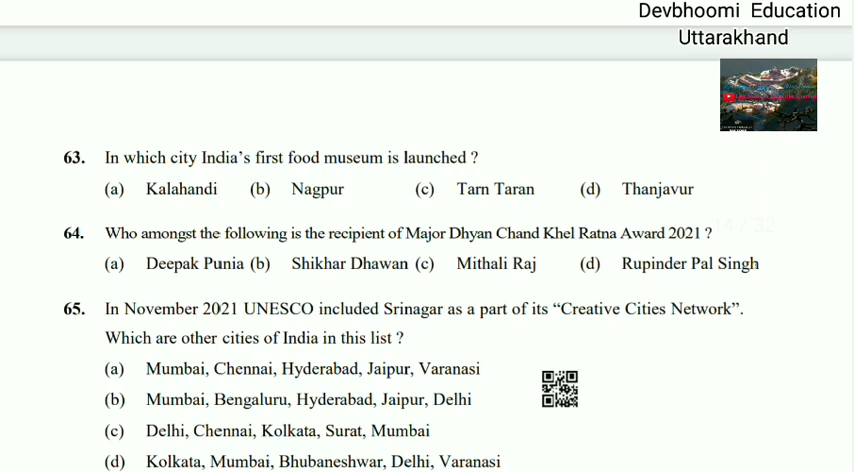 Devbhoomi Education
Uttarakhand
63. In which city India's first food museum is launched ?
(a) Kalahandi (b) Nagpur (c) Tarn Taran (d) Thanjavur
14 / 32
64. Who amongst the following is the recipient of Major Dhyan Chand Khel Ratna Award 2021 ?
(a) Deepak Punia (b) Shikhar Dhawan (c) Mithali Raj (d) Rupinder Pal Singh
65. In November 2021 UNESCO included Srinagar as a part of its “Creative Cities Network”.
Which are other cities of India in this list ?
(a) Mumbai, Chennai, Hyderabad, Jaipur, Varanasi
(b) Mumbai, Bengaluru, Hyderabad, Jaipur, Delhi
(c) Delhi, Chennai, Kolkata, Surat, Mumbai
(d) Kolkata, Mumbai, Bhubaneshwar, Delhi, Varanasi